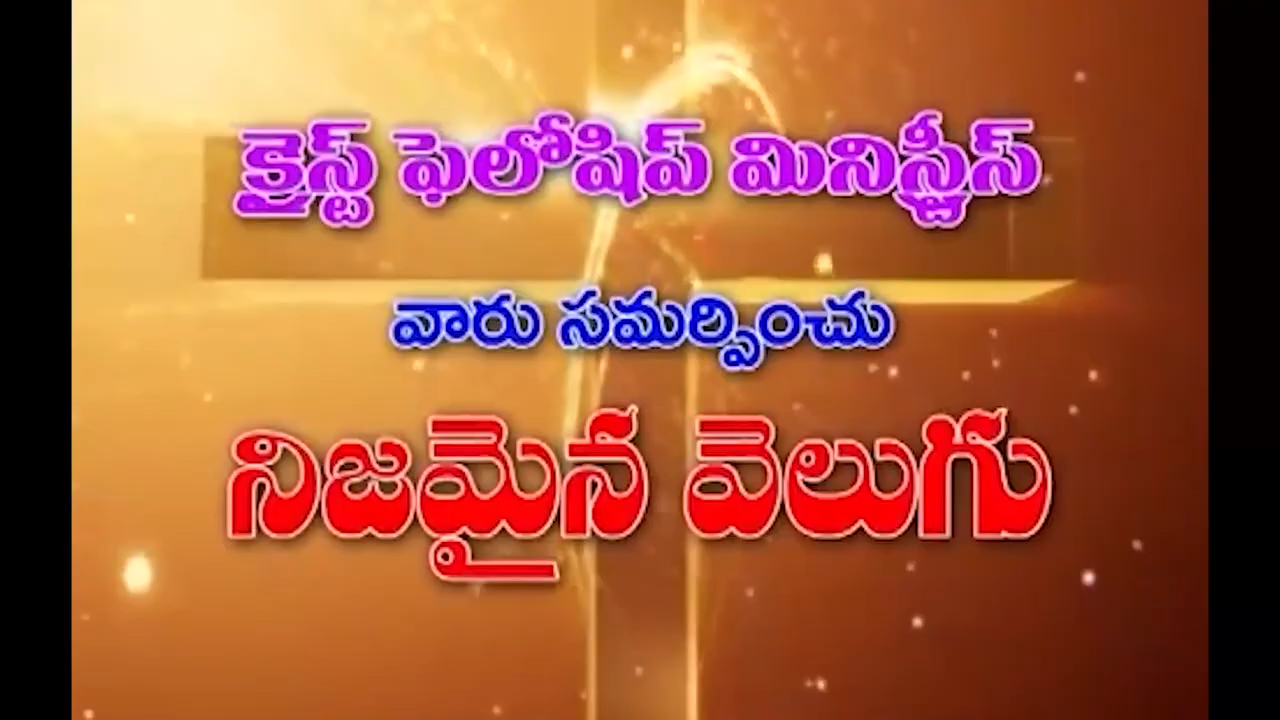 క్రైస్ట్ ఫెలోషిప్ మినిస్ట్రీస్
వారు సమర్పించు
నిజమైన వెలుగు